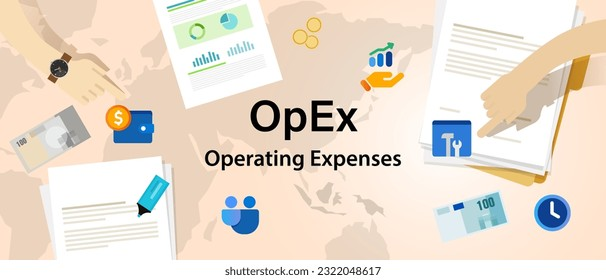 OpEx
Operating Expenses
100
100
shutterstock.com · 2322048617